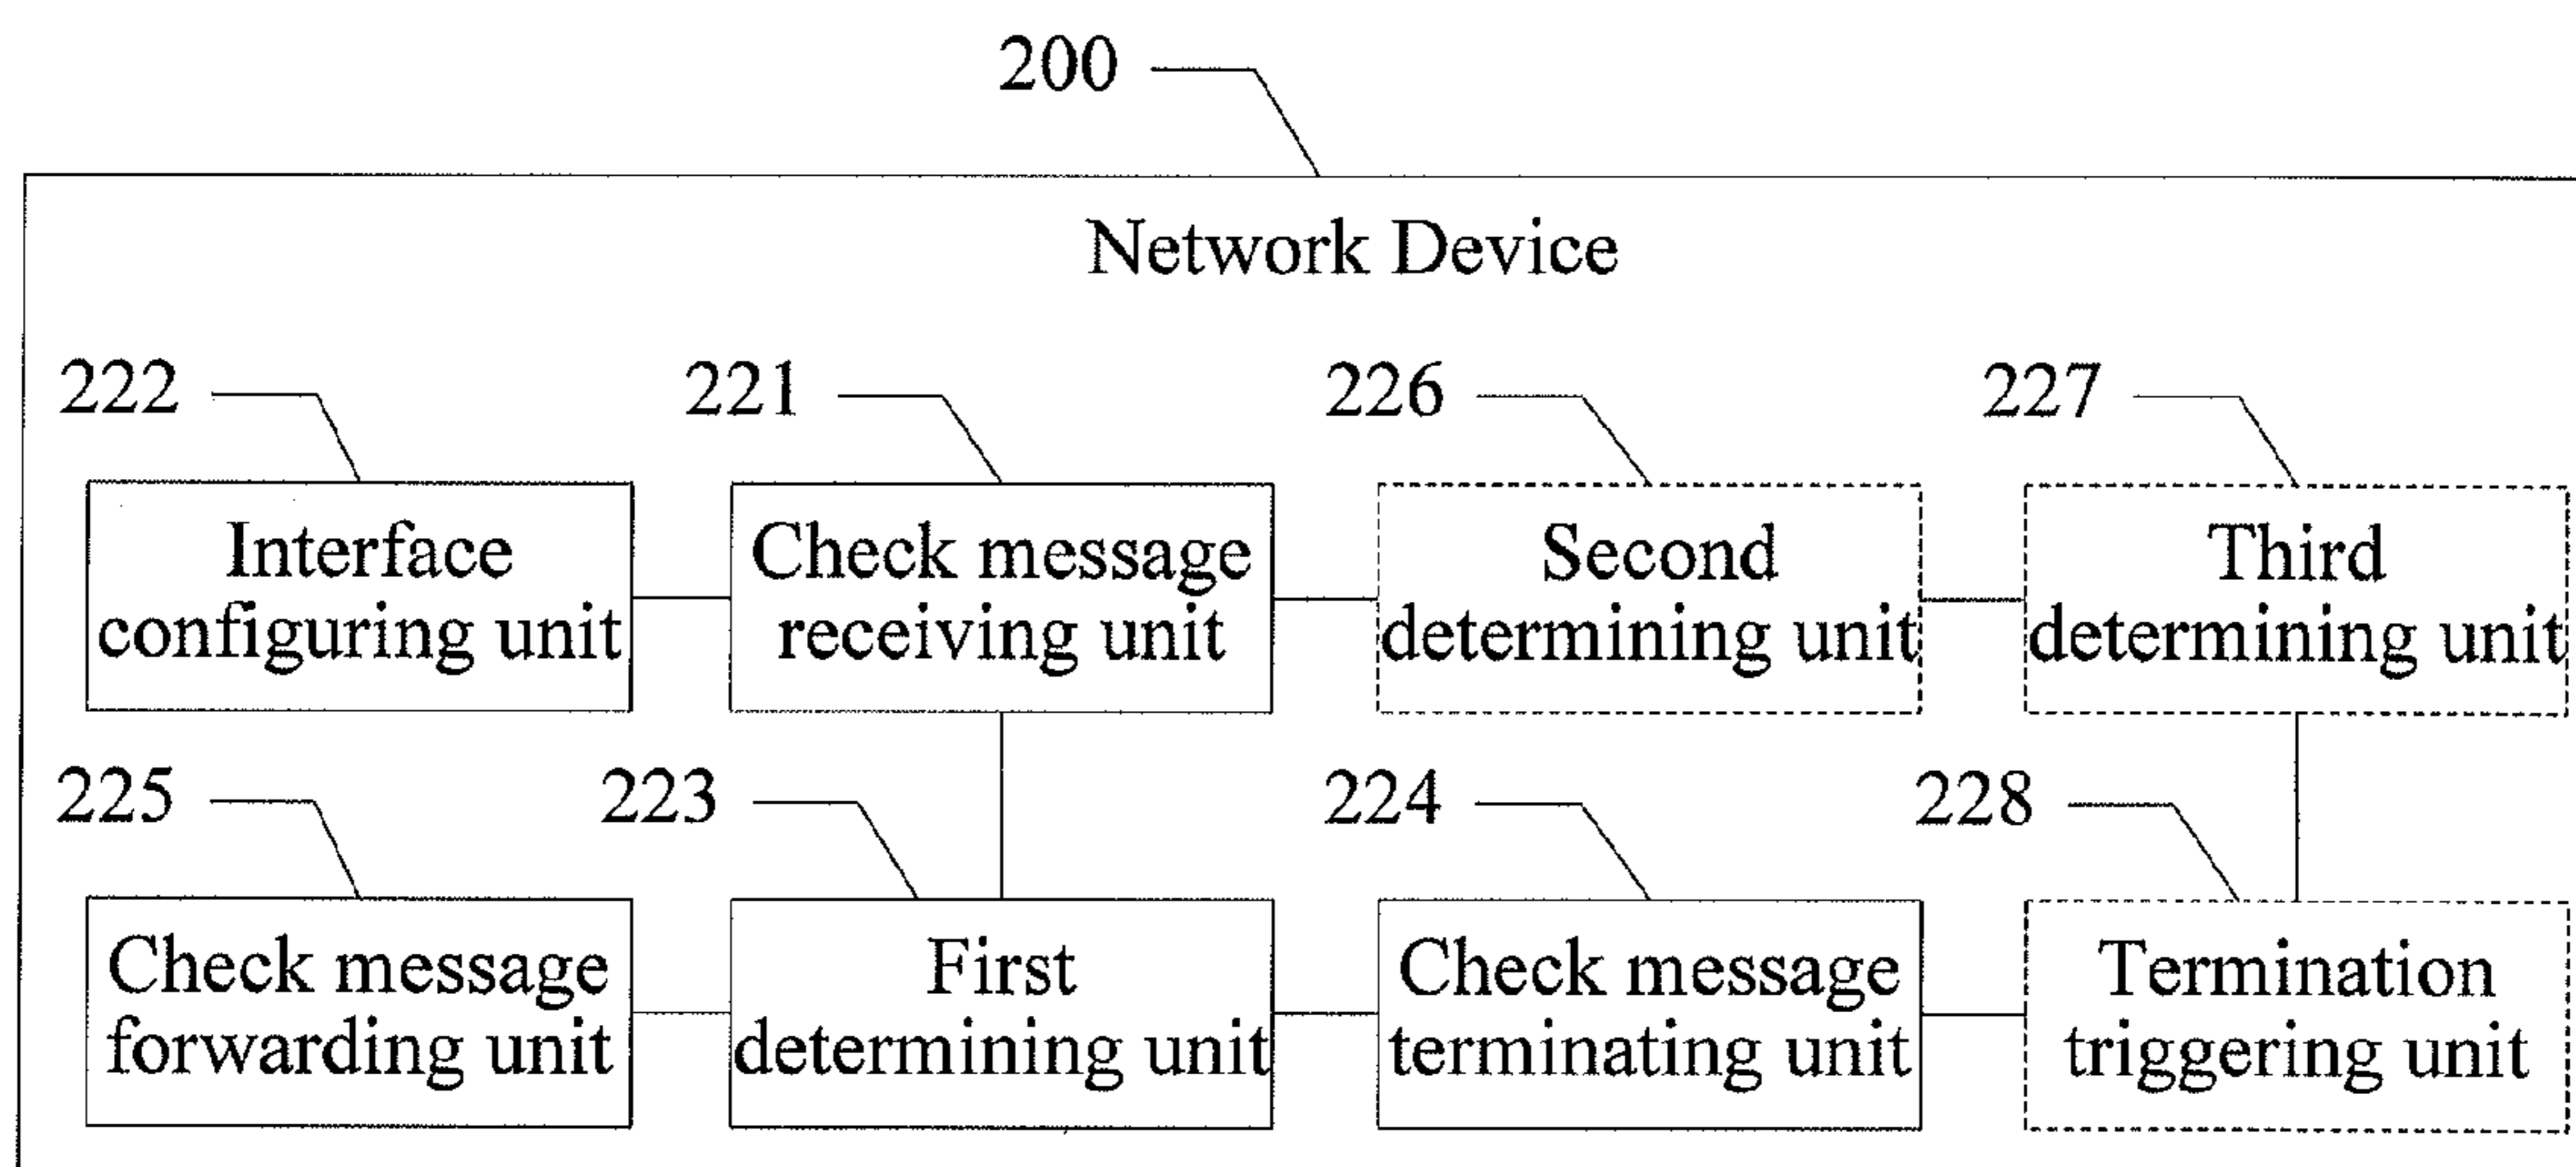 200
Network Device
222
221
226
227
Interface
configuring unit
Check message
receiving unit
Second
determining unit
Third
determining unit
225
223
224
228
Check message
forwarding unit
First
determining unit
Check message
terminating unit
Termination
triggering unit